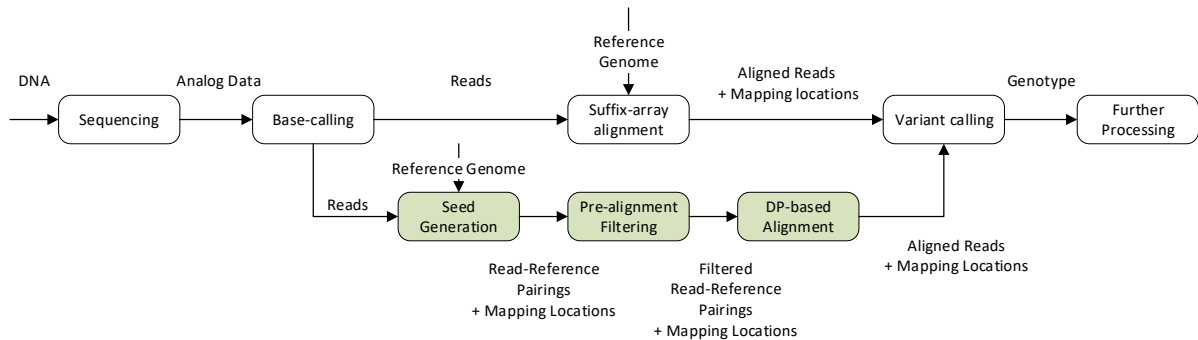 Reference
Genome
DNA
Analog Data
Reads
Aligned Reads
+ Mapping locations
Genotype
Sequencing
Base-calling
Suffix-array
alignment
Variant calling
Further
Processing
Reference Genome
Reads
Seed
Generation
Pre-alignment
Filtering
DP-based
Alignment
Aligned Reads
+ Mapping Locations
Read-Reference
Pairings
+ Mapping Locations
Filtered
Read-Reference
Pairings
+ Mapping Locations